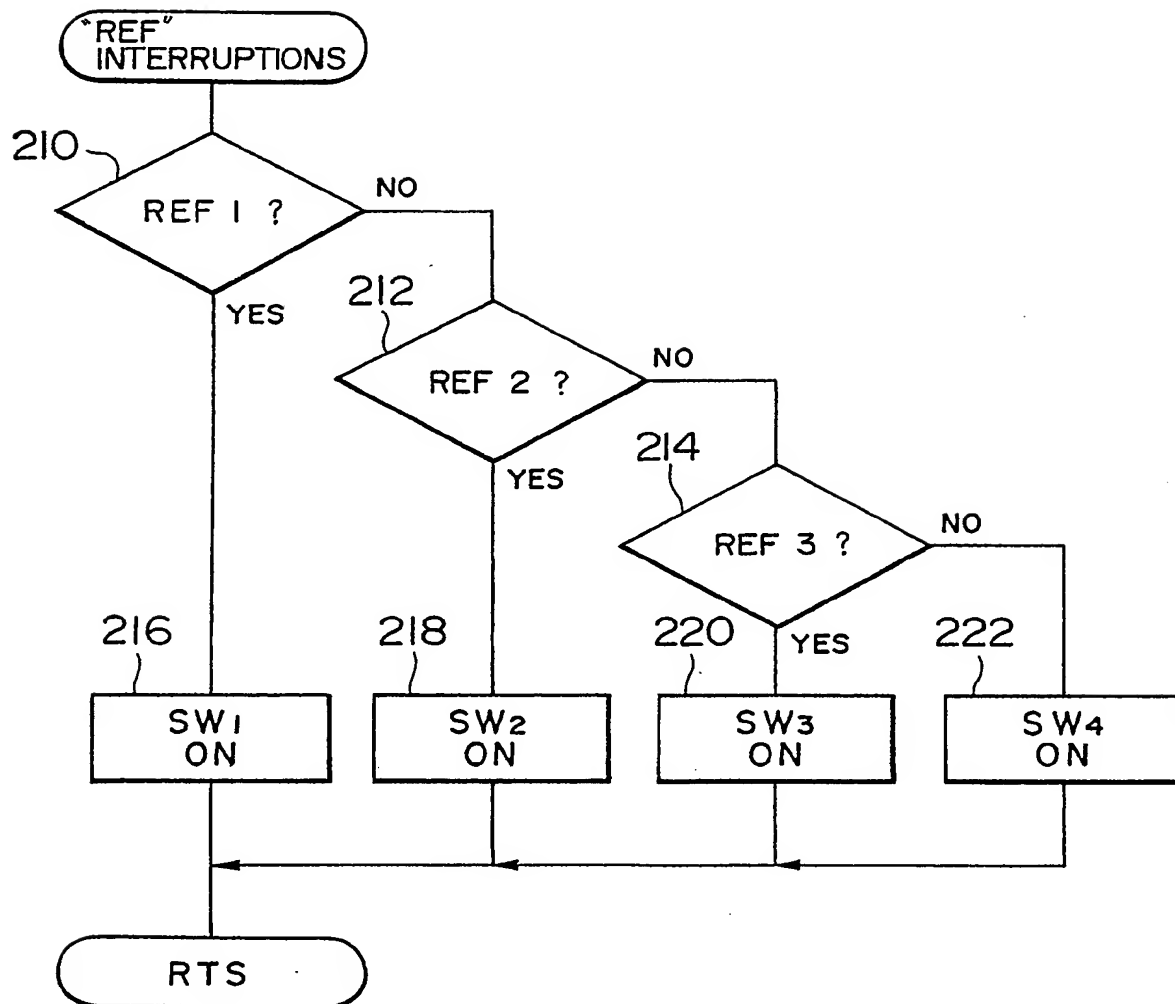 "REF"
INTERRUPTIONS
210
REF 1 ?
NO
YES
212
REF 2 ?
NO
YES
214
REF 3 ?
NO
YES
216
SW1
ON
218
SW2
ON
220
SW3
ON
222
SW4
ON
RTS